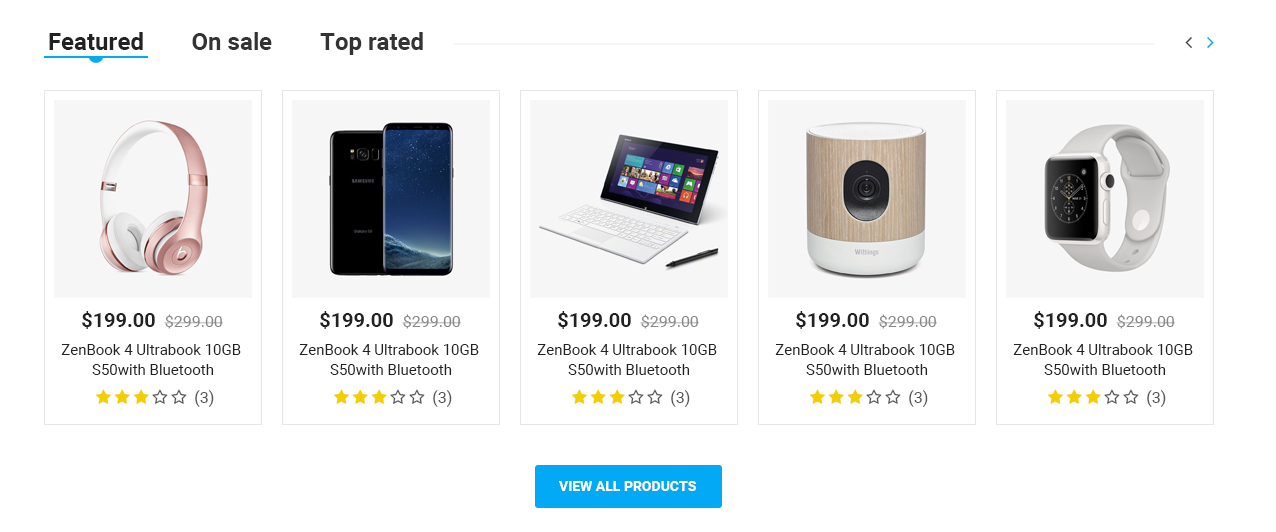 Featured On sale Top rated
SAMSUNG
Withings
$199.00 $299.00
ZenBook 4 Ultrabook 10GB
S50with Bluetooth
(3)
$199.00 $299.00
ZenBook 4 Ultrabook 10GB
S50with Bluetooth
(3)
$199.00 $299.00
ZenBook 4 Ultrabook 10GB
S50with Bluetooth
(3)
$199.00 $299.00
ZenBook 4 Ultrabook 10GB
S50with Bluetooth
(3)
$199.00 $299.00
ZenBook 4 Ultrabook 10GB
S50with Bluetooth
(3)
VIEW ALL PRODUCTS